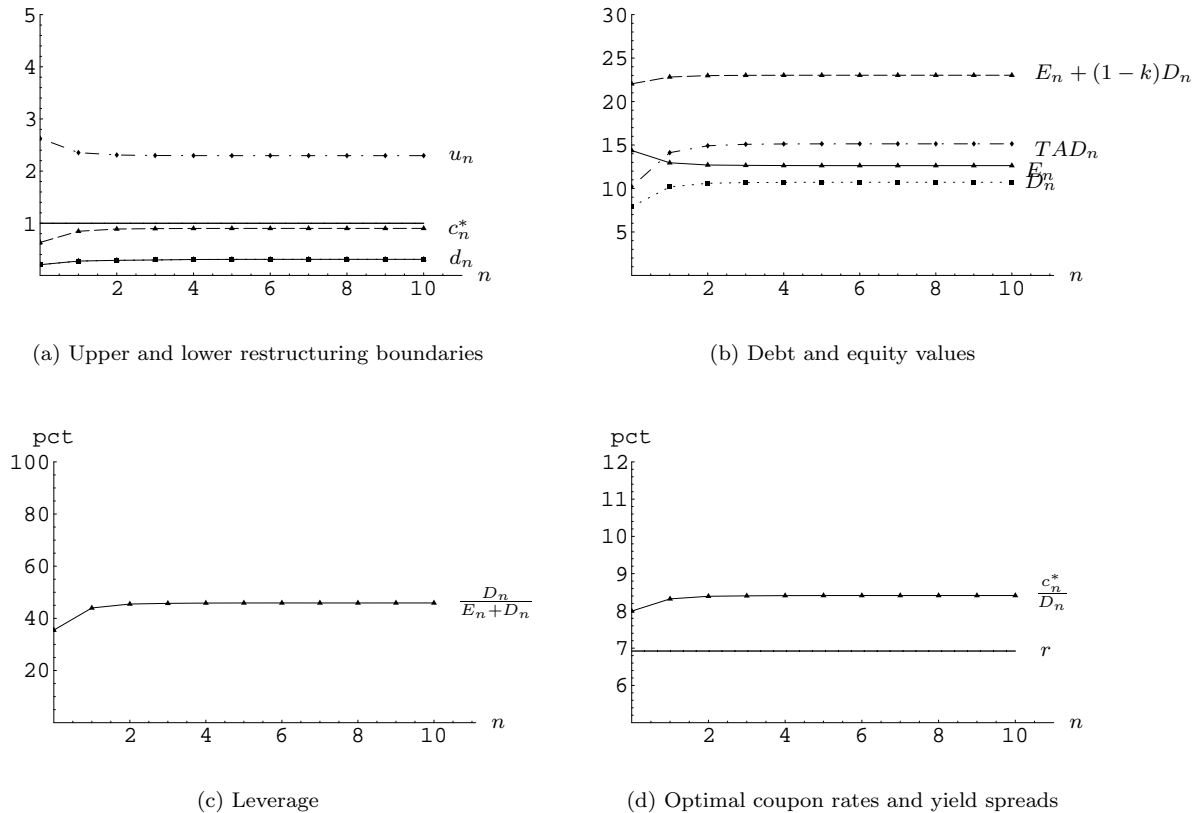 5
4
3
2
1
u_n
c_n^*
d_n
2 4 6 8 10
n
(a) Upper and lower restructuring boundaries
30
25
20
15
10
5
E_n + (1 − k)D_n
TAD_n
E_n
D_n
2 4 6 8 10
n
(b) Debt and equity values
pct
100
80
60
40
20
D_n
E_n+D_n
2 4 6 8 10
n
(c) Leverage
pct
12
11
10
9
8
7
6
c_n^*
D_n
r
2 4 6 8 10
n
(d) Optimal coupon rates and yield spreads